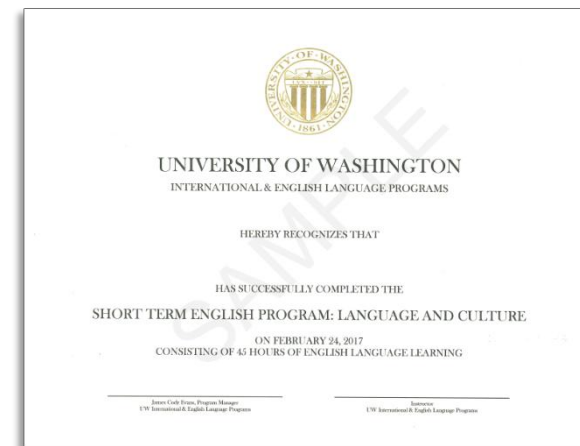 UNIVERSITY·OF·WASHINGTON
·1861·
UNIVERSITY OF WASHINGTON
INTERNATIONAL & ENGLISH LANGUAGE PROGRAMS
HEREBY RECOGNIZES THAT
HAS SUCCESSFULLY COMPLETED THE
SHORT TERM ENGLISH PROGRAM: LANGUAGE AND CULTURE
ON FEBRUARY 24, 2017
CONSISTING OF 45 HOURS OF ENGLISH LANGUAGE LEARNING
James Cody Evans, Program Manager
UW International & English Language Programs
Instructor
UW International & English Language Programs
SAMPLE